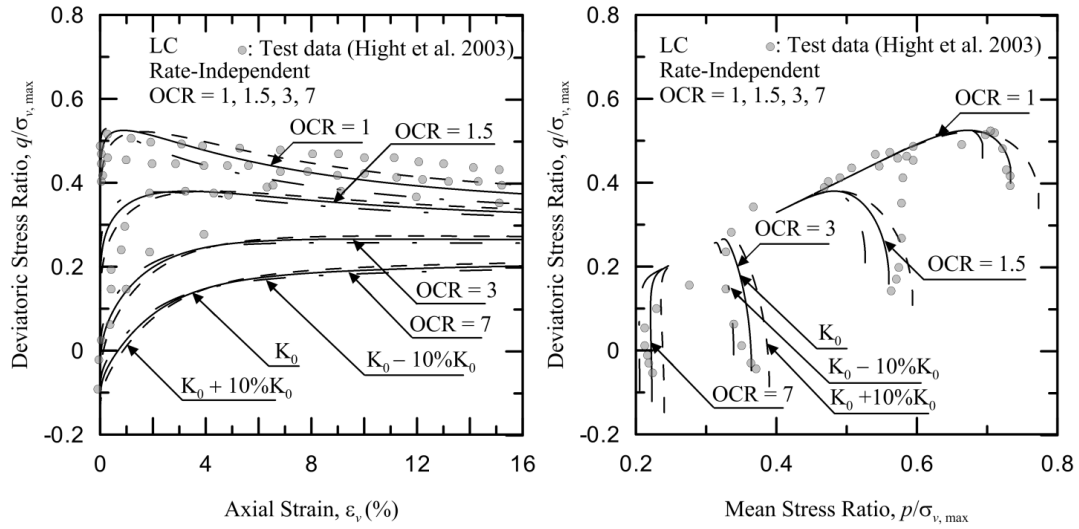 Deviatoric Stress Ratio, q/σv, max
0.8
0.6
0.4
0.2
0
-0.2
0
4
8
12
16
Axial Strain, εv (%)
LC
: Test data (Hight et al. 2003)
Rate-Independent
OCR = 1, 1.5, 3, 7
OCR = 1
OCR = 1.5
OCR = 3
OCR = 7
K0
K0 − 10%K0
K0 + 10%K0
Deviatoric Stress Ratio, q/σv, max
0.8
0.6
0.4
0.2
0
-0.2
0.2
0.4
0.6
0.8
Mean Stress Ratio, p/σv, max
LC
: Test data (Hight et al. 2003)
Rate-Independent
OCR = 1, 1.5, 3, 7
OCR = 1
OCR = 3
OCR = 1.5
K0
K0 − 10%K0
OCR = 7
K0 +10%K0